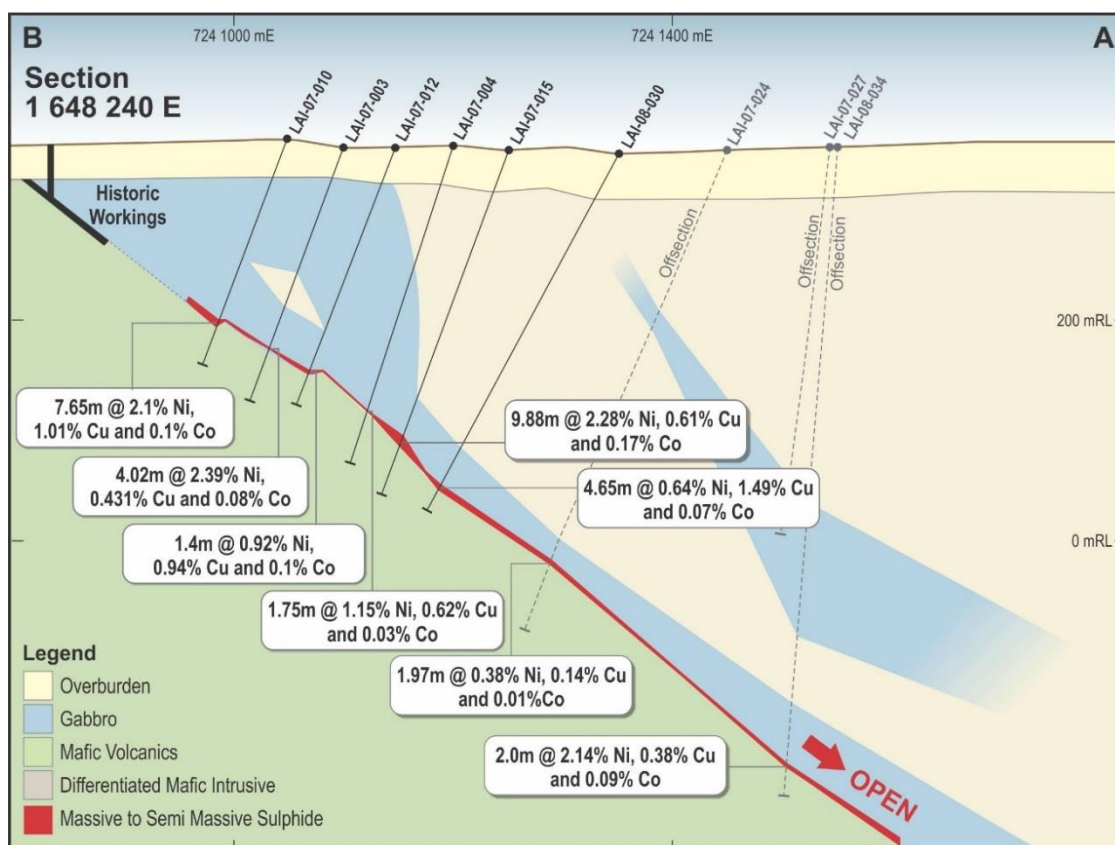 B
724 1000 mE
724 1400 mE
A
Section
1 648 240 E
LAI-07-010
LAI-07-003
LAI-07-012
LAI-07-004
LAI-07-015
LAI-08-030
LAI-07-024
LAI-07-027
LAI-08-034
Historic
Workings
Offsection
Offsection
Offsection
200 mRL
7.65m @ 2.1% Ni,
1.01% Cu and 0.1% Co
9.88m @ 2.28% Ni, 0.61% Cu
and 0.17% Co
4.02m @ 2.39% Ni,
0.431% Cu and 0.08% Co
4.65m @ 0.64% Ni, 1.49% Cu
and 0.07% Co
1.4m @ 0.92% Ni,
0.94% Cu and 0.1% Co
0 mRL
1.75m @ 1.15% Ni, 0.62% Cu
and 0.03% Co
1.97m @ 0.38% Ni, 0.14% Cu
and 0.01%Co
2.0m @ 2.14% Ni, 0.38% Cu
and 0.09% Co
OPEN
Legend
Overburden
Gabbro
Mafic Volcanics
Differentiated Mafic Intrusive
Massive to Semi Massive Sulphide